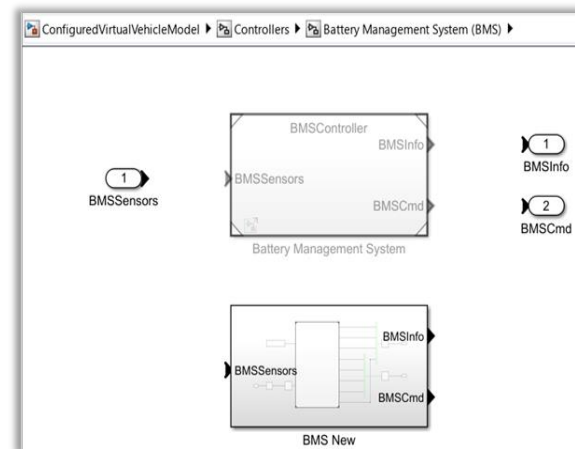 ConfiguredVirtualVehicleModel Controllers Battery Management System (BMS)
BMSController
BMSInfo
1
BMSSensors
BMSSensors
BMSCmd
Battery Management System
1
BMSInfo
2
BMSCmd
BMSInfo
BMSSensors
BMSCmd
BMS New